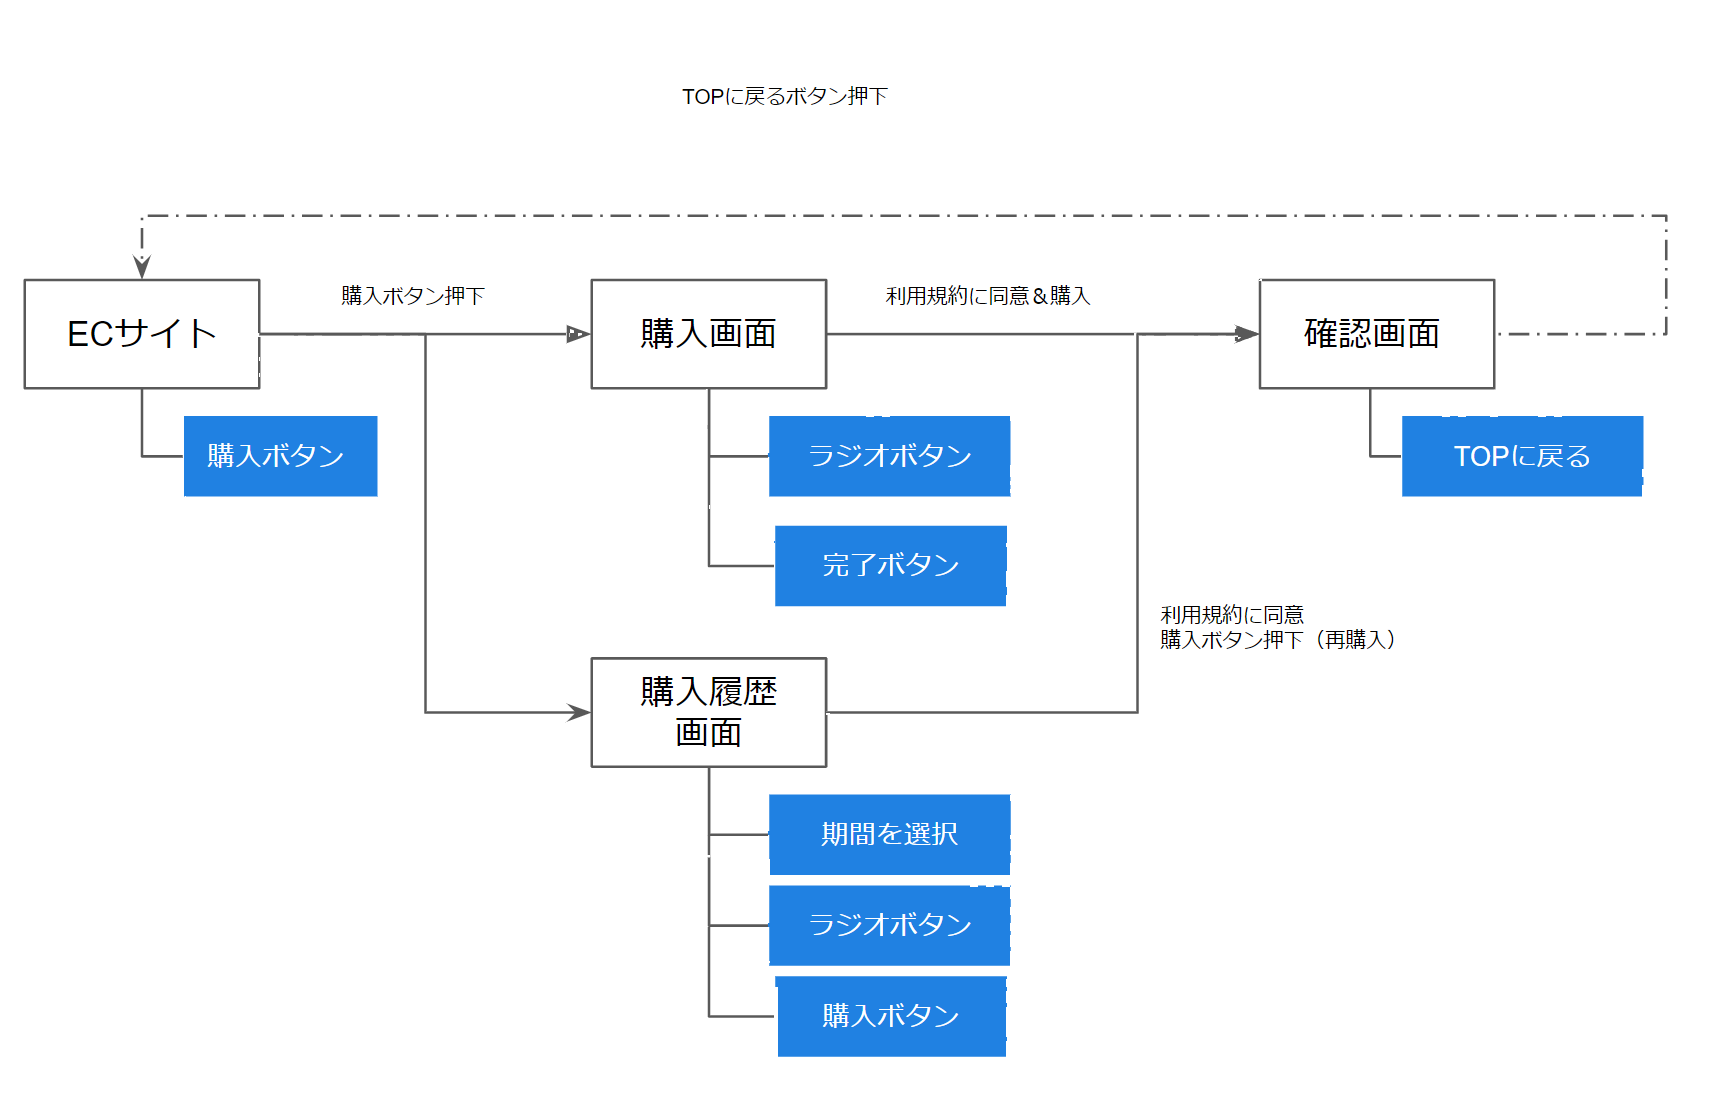 TOPに戻るボタン押下
購入ボタン押下
利用規約に同意＆購入
ECサイト
購入画面
確認画面
購入ボタン
ラジオボタン
TOPに戻る
完了ボタン
利用規約に同意
購入ボタン押下（再購入）
購入履歴
画面
期間を選択
ラジオボタン
購入ボタン